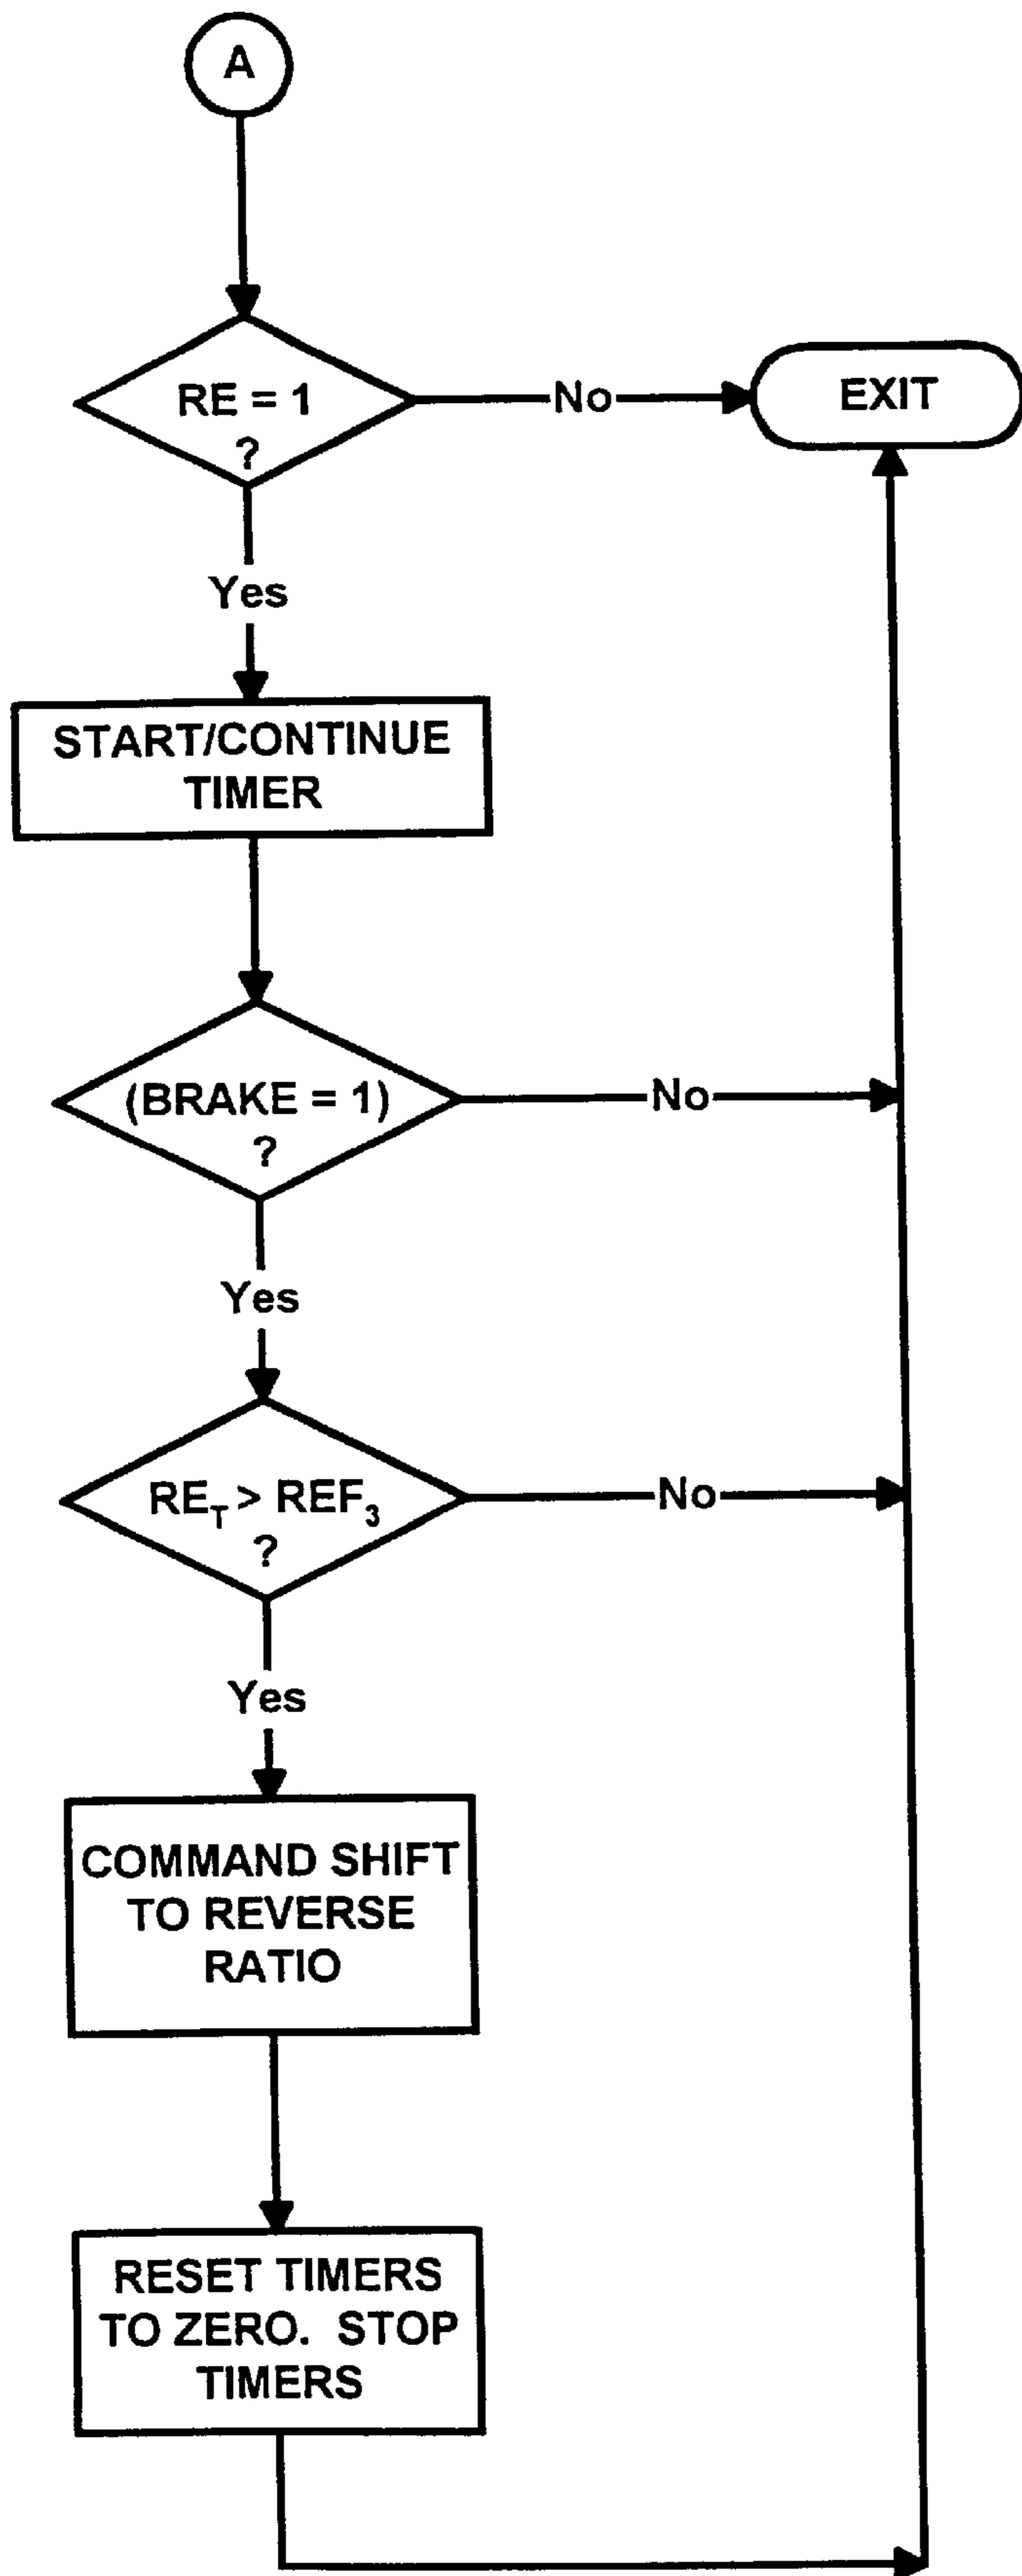 A
RE = 1
?
No
EXIT
Yes
START/CONTINUE
TIMER
(BRAKE = 1)
?
No
Yes
RE_T > REF_3
?
No
Yes
COMMAND SHIFT
TO REVERSE
RATIO
RESET TIMERS
TO ZERO. STOP
TIMERS